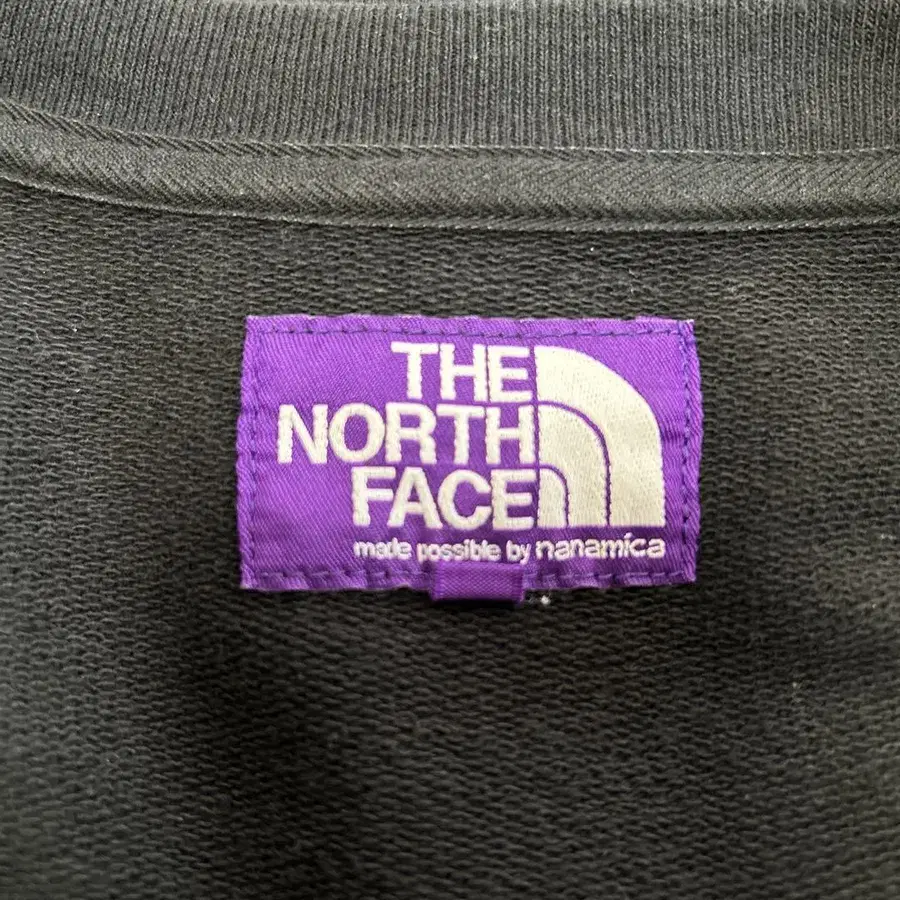 THE
NORTH
FACE
made possible by nanamica